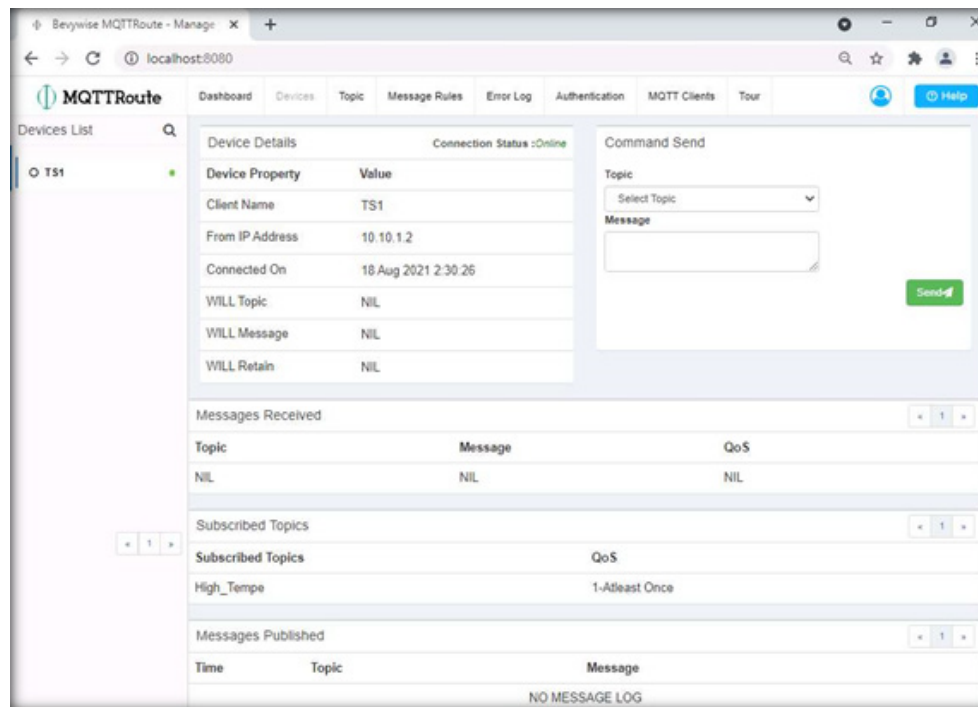 Bevywise MQTTRoute - Manage
localhost:8080
MQTTRoute
Dashboard Devices Topic Message Rules Error Log Authentication MQTT Clients Tour Help
Devices List
TS1
Device Details Connection Status :Online
Device Property Value
Client Name TS1
From IP Address 10.10.1.2
Connected On 18 Aug 2021 2:30:26
WILL Topic NIL
WILL Message NIL
WILL Retain NIL
Command Send
Topic
Select Topic
Message
Send
Messages Received
« 1 »
Topic Message QoS
NIL NIL NIL
Subscribed Topics
« 1 »
Subscribed Topics QoS
High_Tempe 1-Atleast Once
« 1 »
Messages Published
« 1 »
Time Topic Message
NO MESSAGE LOG